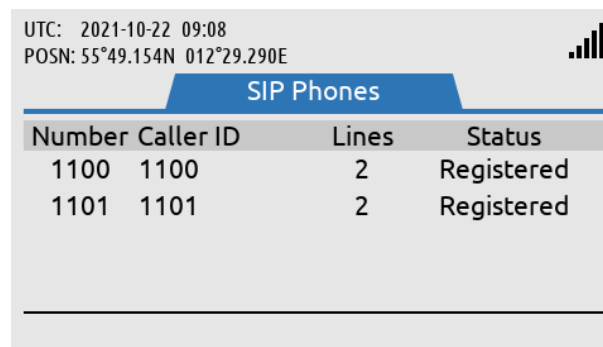 UTC: 2021-10-22 09:08
POSN: 55°49.154N 012°29.290E
SIP Phones
Number Caller ID Lines Status
1100 1100 2 Registered
1101 1101 2 Registered